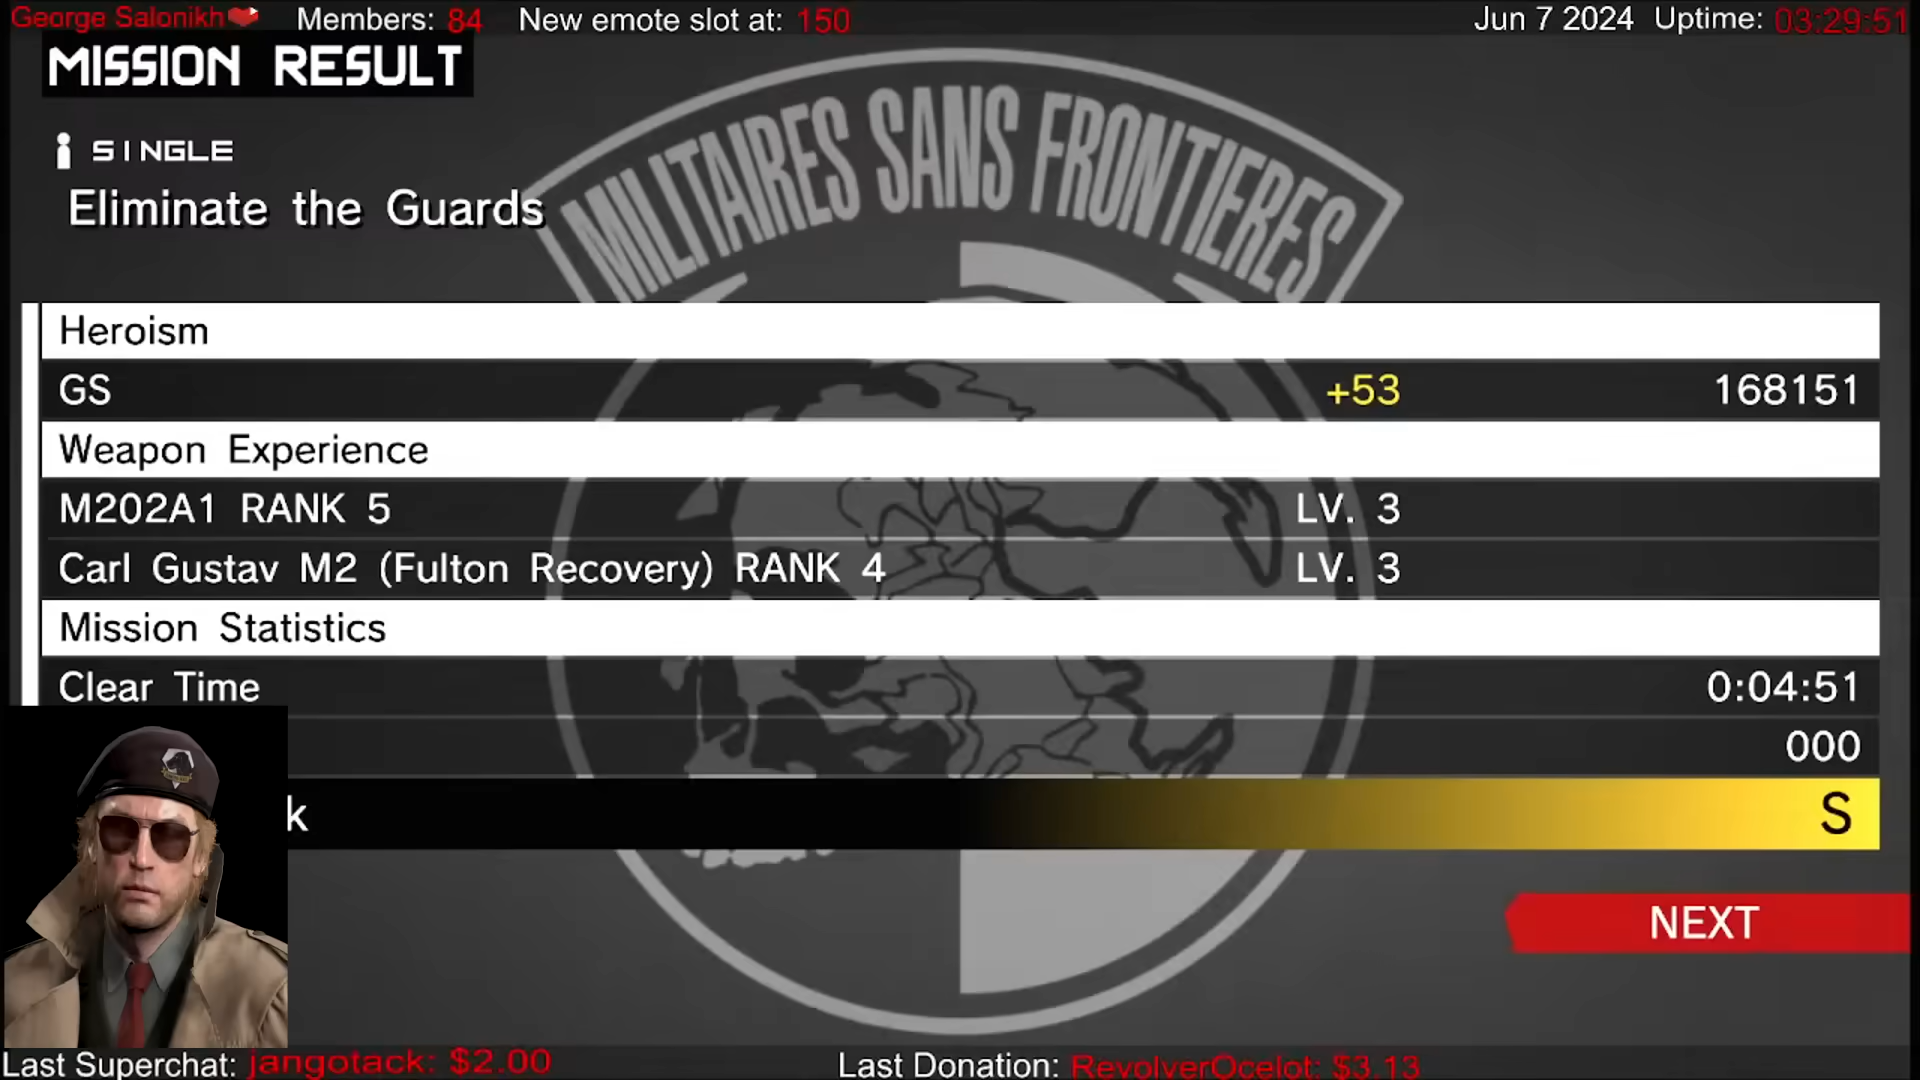 George Salonikh❤ Members: 84 New emote slot at: 150 Jun 7 2024 Uptime: 03:29:51
MISSION RESULT
MILITAIRES SANS FRONTIERES
SINGLE
Eliminate the Guards
Heroism
GS +53 168151
Weapon Experience
M202A1 RANK 5 LV. 3
Carl Gustav M2 (Fulton Recovery) RANK 4 LV. 3
Mission Statistics
Clear Time 0:04:51
000
k S
NEXT
Last Superchat: jangotack: $2.00 Last Donation: RevolverOcelot: $3.13